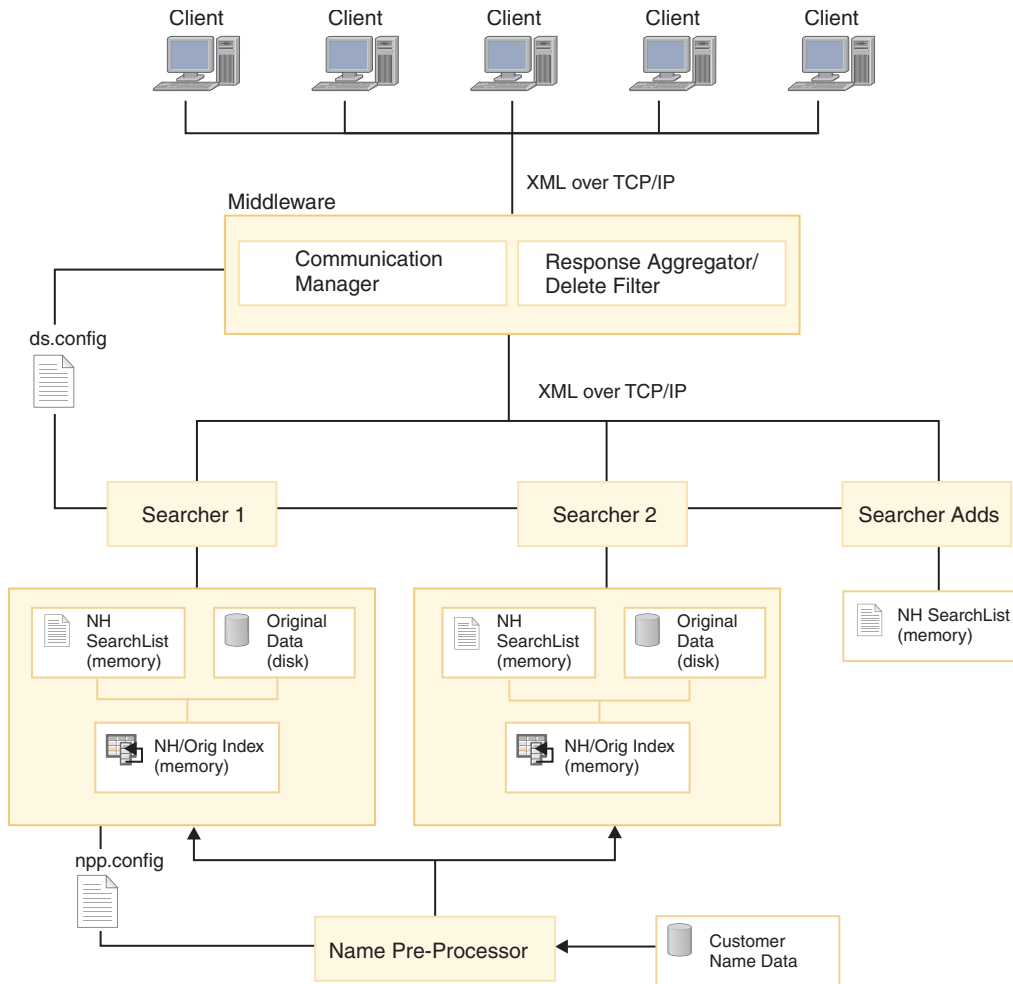 Client
Client
Client
Client
Client
XML over TCP/IP
Middleware
Communication
Manager
Response Aggregator/
Delete Filter
ds.config
XML over TCP/IP
Searcher 1
Searcher 2
Searcher Adds
NH
SearchList
(memory)
Original
Data
(disk)
NH/Orig Index
(memory)
NH
SearchList
(memory)
Original
Data
(disk)
NH/Orig Index
(memory)
NH SearchList
(memory)
npp.config
Name Pre-Processor
Customer
Name Data